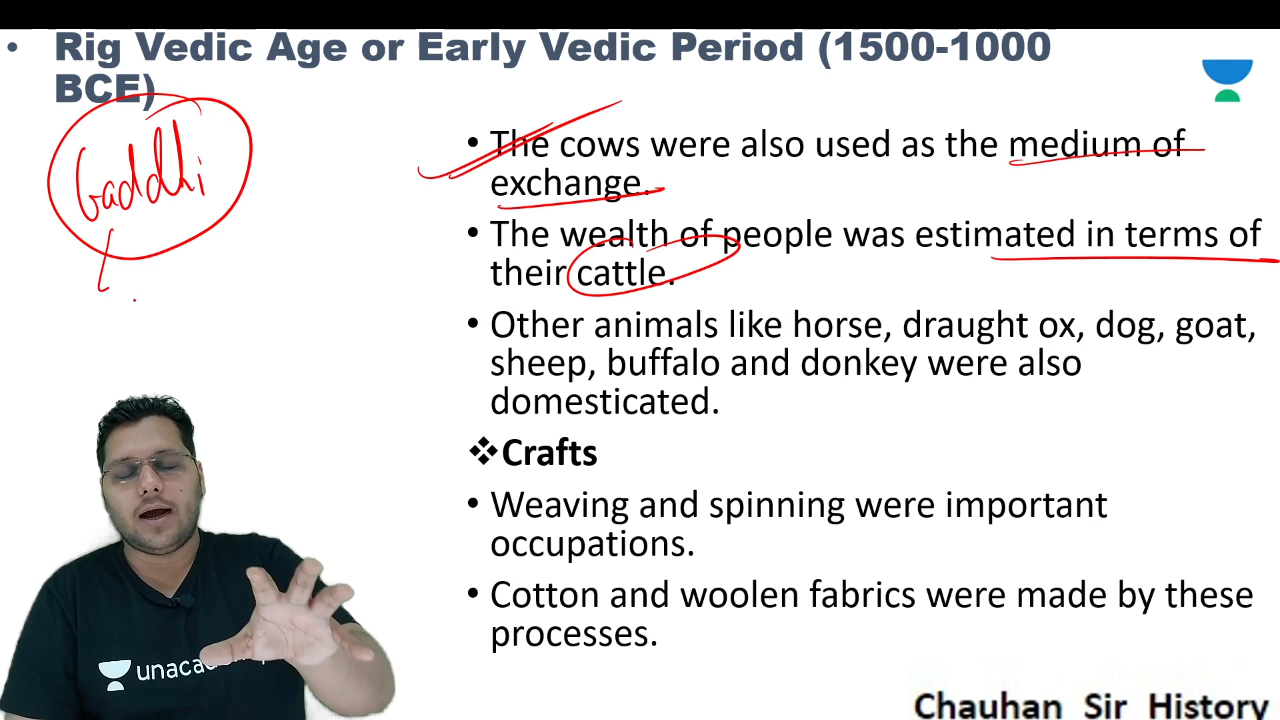 • Rig Vedic Age or Early Vedic Period (1500-1000
BCE)
Gaddhi
• The cows were also used as the medium of
exchange.
• The wealth of people was estimated in terms of
their cattle.
• Other animals like horse, draught ox, dog, goat,
sheep, buffalo and donkey were also
domesticated.
❖Crafts
• Weaving and spinning were important
occupations.
• Cotton and woolen fabrics were made by these
processes.
Chauhan Sir History